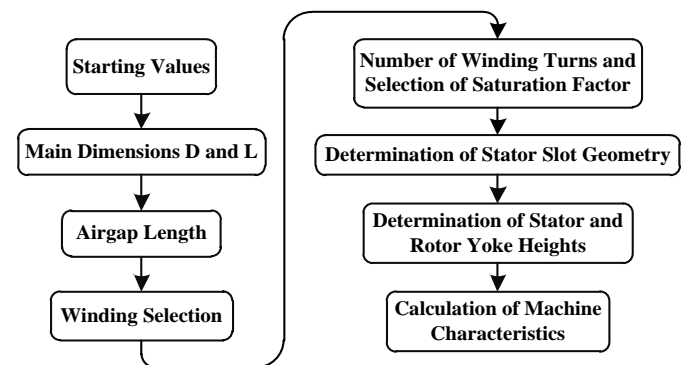 Starting Values
Main Dimensions D and L
Airgap Length
Winding Selection
Number of Winding Turns and
Selection of Saturation Factor
Determination of Stator Slot Geometry
Determination of Stator and
Rotor Yoke Heights
Calculation of Machine
Characteristics